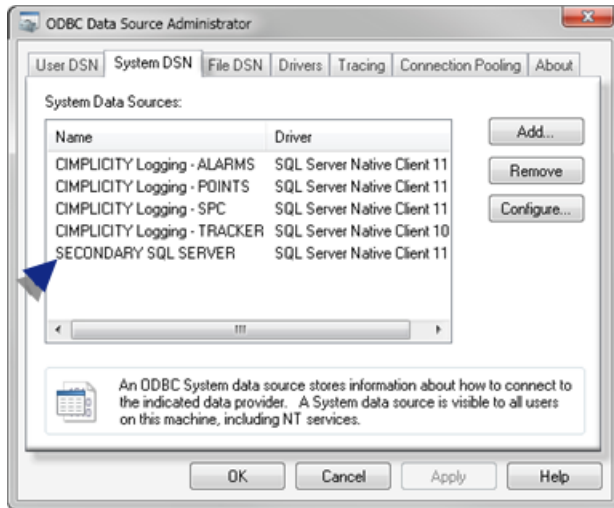 ODBC Data Source Administrator
User DSN System DSN File DSN Drivers Tracing Connection Pooling About
System Data Sources:
Name Driver
CIMPLICITY Logging - ALARMS SQL Server Native Client 11
CIMPLICITY Logging - POINTS SQL Server Native Client 11
CIMPLICITY Logging - SPC SQL Server Native Client 11
CIMPLICITY Logging - TRACKER SQL Server Native Client 10
SECONDARY SQL SERVER SQL Server Native Client 11
Add...
Remove
Configure...
An ODBC System data source stores information about how to connect to
the indicated data provider. A System data source is visible to all users
on this machine, including NT services.
OK Cancel Apply Help